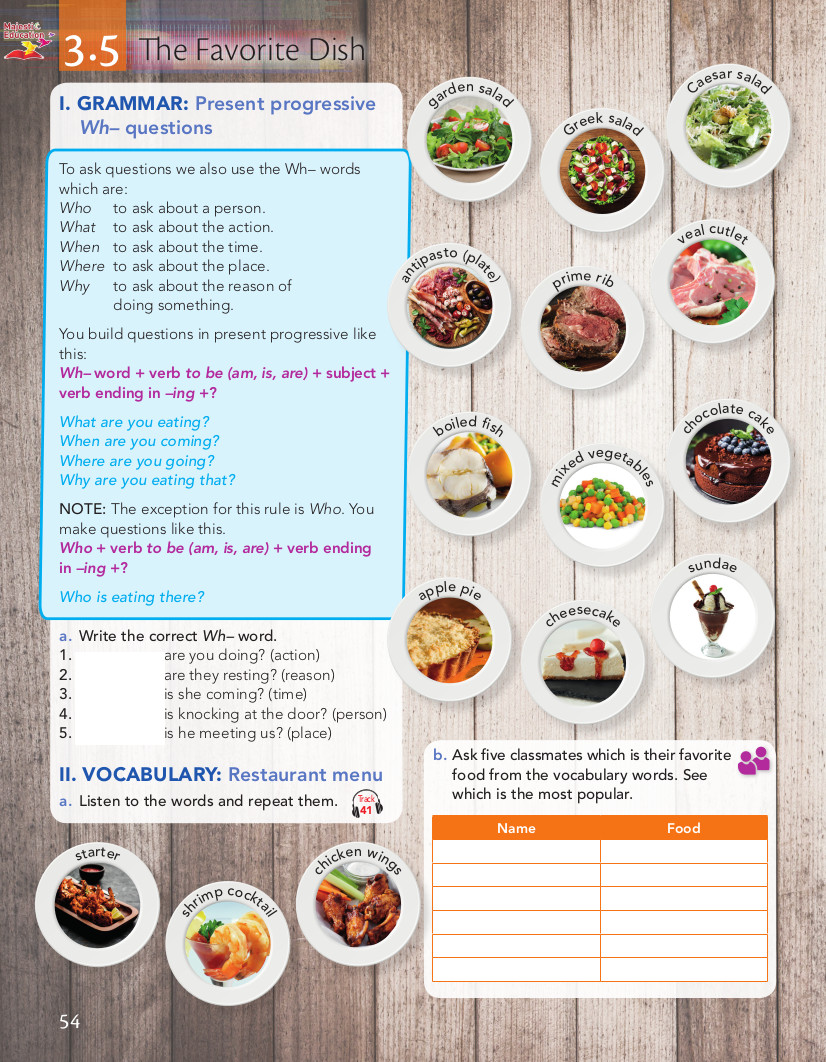 Majestic
Education
3.5 The Favorite Dish
I. GRAMMAR: Present progressive
Wh– questions
To ask questions we also use the Wh– words
which are:
Who to ask about a person.
What to ask about the action.
When to ask about the time.
Where to ask about the place.
Why to ask about the reason of
doing something.
You build questions in present progressive like
this:
Wh– word + verb to be (am, is, are) + subject +
verb ending in –ing +?
What are you eating?
When are you coming?
Where are you going?
Why are you eating that?
NOTE: The exception for this rule is Who. You
make questions like this.
Who + verb to be (am, is, are) + verb ending
in –ing +?
Who is eating there?
a. Write the correct Wh– word.
1. are you doing? (action)
2. are they resting? (reason)
3. is she coming? (time)
4. is knocking at the door? (person)
5. is he meeting us? (place)
II. VOCABULARY: Restaurant menu
a. Listen to the words and repeat them.
Track
41
starter
shrimp cocktail
chicken wings
garden salad
Greek salad
Caesar salad
antipasto (plate)
prime rib
veal cutlet
boiled fish
mixed vegetables
chocolate cake
apple pie
cheesecake
sundae
b. Ask five classmates which is their favorite
food from the vocabulary words. See
which is the most popular.
Name Food
54